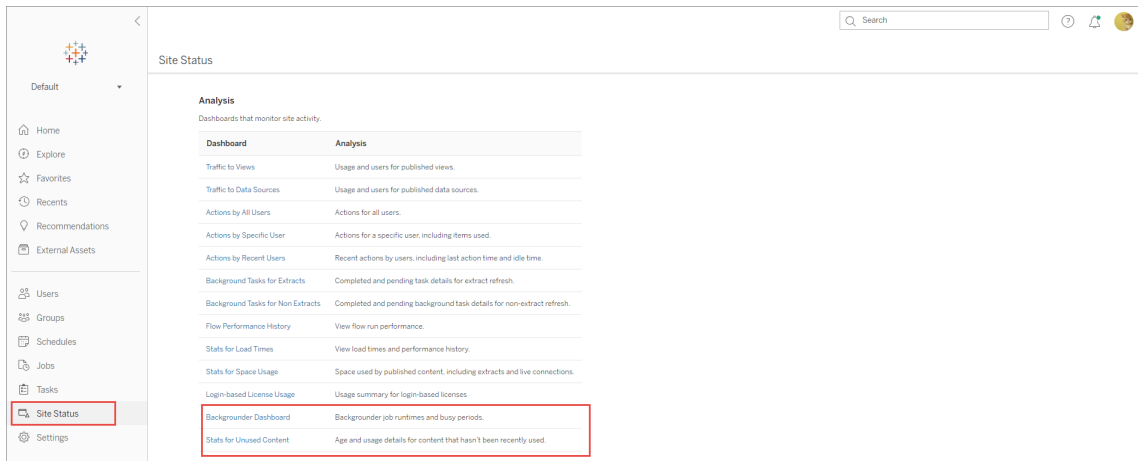 Search
Site Status
Default
Home
Explore
Favorites
Recents
Recommendations
External Assets
Users
Groups
Schedules
Jobs
Tasks
Site Status
Settings
Analysis
Dashboards that monitor site activity.
Dashboard Analysis
Traffic to Views Usage and users for published views.
Traffic to Data Sources Usage and users for published data sources.
Actions by All Users Actions for all users.
Actions by Specific User Actions for a specific user, including items used.
Actions by Recent Users Recent actions by users, including last action time and idle time.
Background Tasks for Extracts Completed and pending task details for extract refresh.
Background Tasks for Non Extracts Completed and pending background task details for non-extract refresh.
Flow Performance History View flow run performance.
Stats for Load Times View load times and performance history.
Stats for Space Usage Space used by published content, including extracts and live connections.
Login-based License Usage Usage summary for login-based licenses
Backgrounder Dashboard Backgrounder job runtimes and busy periods.
Stats for Unused Content Age and usage details for content that hasn't been recently used.